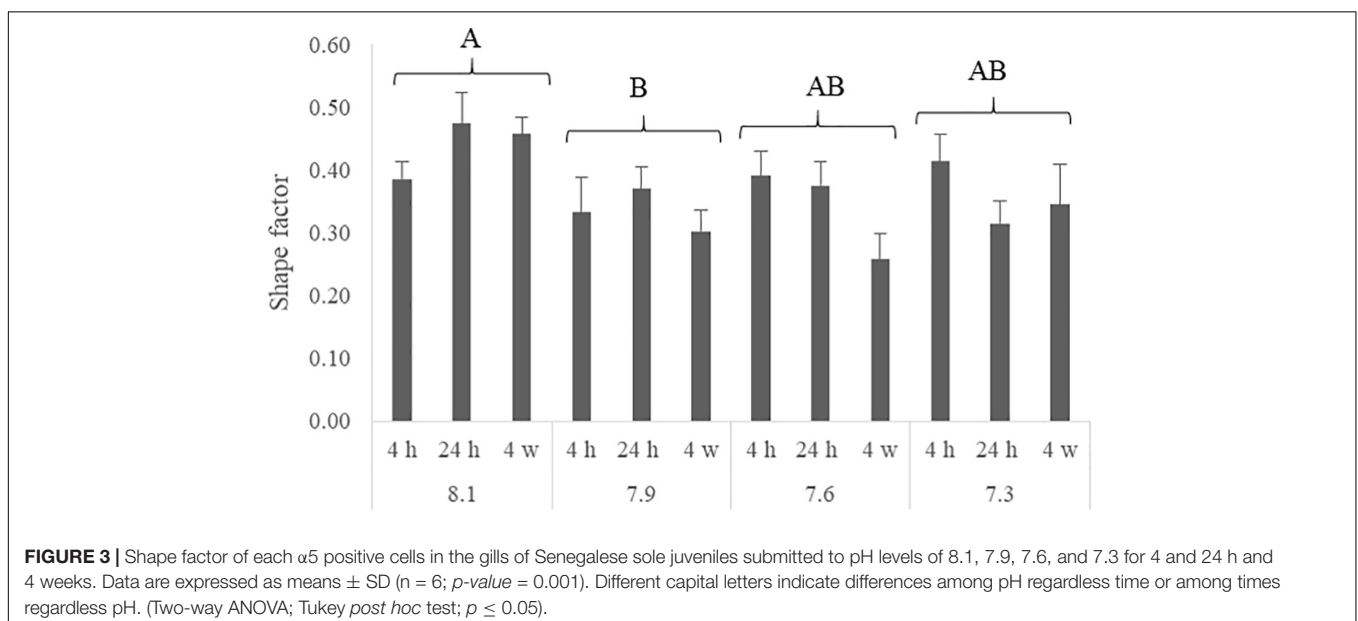 0.60
0.50
0.40
0.30
0.20
0.10
0.00
Shape factor
A
B
AB
AB
4 h 24 h 4 w 4 h 24 h 4 w 4 h 24 h 4 w 4 h 24 h 4 w
8.1 7.9 7.6 7.3
FIGURE 3 | Shape factor of each α5 positive cells in the gills of Senegalese sole juveniles submitted to pH levels of 8.1, 7.9, 7.6, and 7.3 for 4 and 24 h and
4 weeks. Data are expressed as means ± SD (n = 6; p-value = 0.001). Different capital letters indicate differences among pH regardless time or among times
regardless pH. (Two-way ANOVA; Tukey post hoc test; p ≤ 0.05).